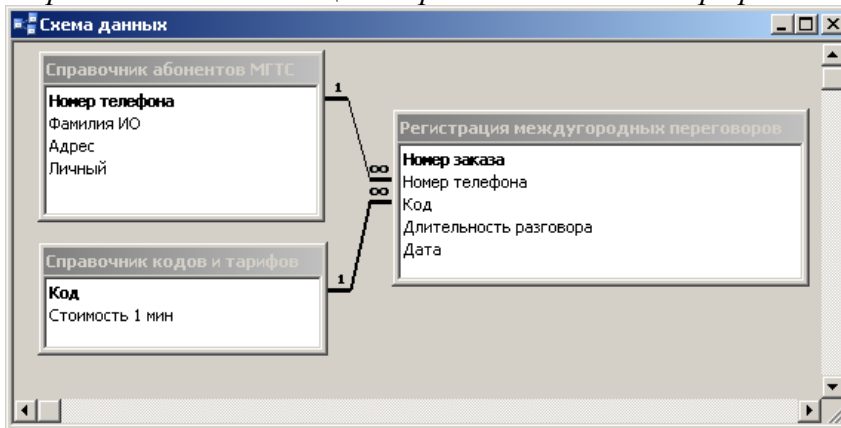 Схема данных
Справочник абонентов МГТС
Номер телефона
Фамилия ИО
Адрес
Личный
1
∞
∞
1
Регистрация междугородных переговоров
Номер заказа
Номер телефона
Код
Длительность разговора
Дата
Справочник кодов и тарифов
Код
Стоимость 1 мин